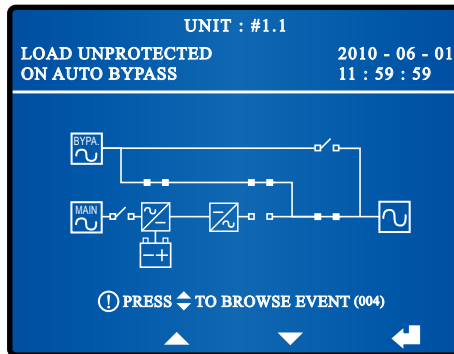 UNIT : #1.1
LOAD UNPROTECTED 2010 - 06 - 01
ON AUTO BYPASS 11 : 59 : 59
BYPA.
MAIN
! PRESS TO BROWSE EVENT (004)